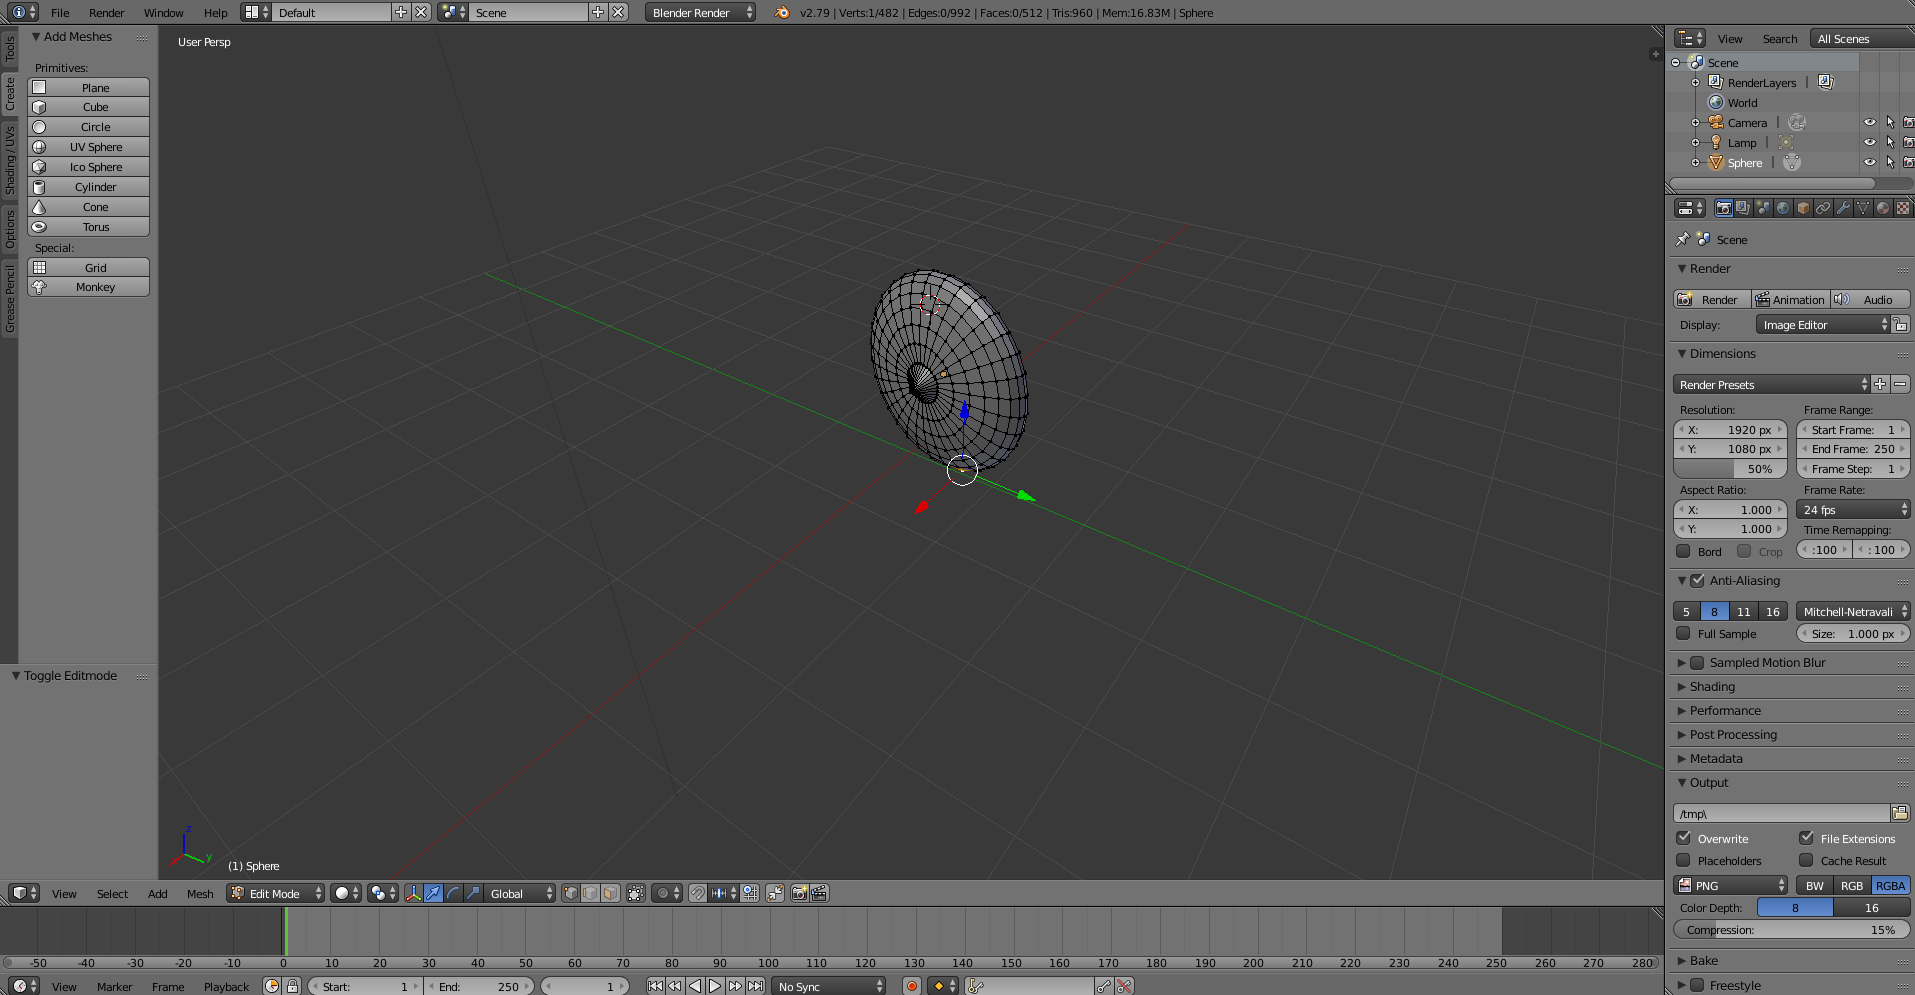 File Render Window Help Default Scene Blender Render v2.79 | Verts:1/482 | Edges:0/992 | Faces:0/512 | Tris:960 | Mem:16.83M | Sphere
Tools
Create
Shading / UVs
Options
Grease Pencil
Add Meshes
Primitives:
Plane
Cube
Circle
UV Sphere
Ico Sphere
Cylinder
Cone
Torus
Special:
Grid
Monkey
Toggle Editmode
User Persp
z
y
(1) Sphere
View Select Add Mesh Edit Mode Global
View Search All Scenes
Scene
RenderLayers
World
Camera
Lamp
Sphere
Scene
Render
Render Animation Audio
Display: Image Editor
Dimensions
Render Presets
Resolution: Frame Range:
X: 1920 px Start Frame: 1
Y: 1080 px End Frame: 250
50% Frame Step: 1
Aspect Ratio: Frame Rate:
X: 1.000 24 fps
Y: 1.000 Time Remapping:
Bord Crop :100 : 100
Anti-Aliasing
5 8 11 16 Mitchell-Netravali
Full Sample Size: 1.000 px
Sampled Motion Blur
Shading
Performance
Post Processing
Metadata
Output
/tmp\
Overwrite File Extensions
Placeholders Cache Result
PNG BW RGB RGBA
Color Depth: 8 16
Compression: 15%
Bake
Freestyle
-50 -40 -30 -20 -10 0 10 20 30 40 50 60 70 80 90 100 110 120 130 140 150 160 170 180 190 200 210 220 230 240 250 260 270 280
View Marker Frame Playback Start: 1 End: 250 1 No Sync